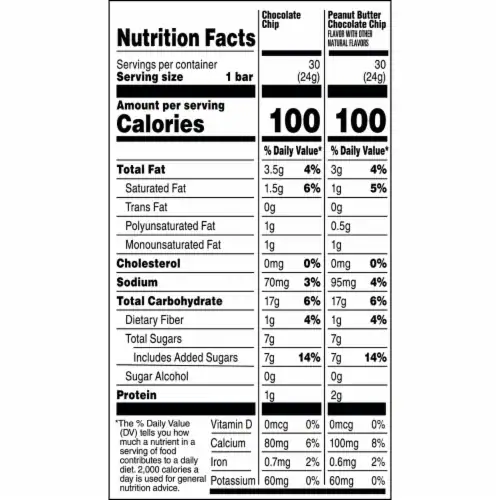 Nutrition Facts
Chocolate
Chip
Peanut Butter
Chocolate Chip
FLAVOR WITH OTHER
NATURAL FLAVORS
Servings per container 30 30
Serving size 1 bar (24g) (24g)
Amount per serving
Calories 100 100
% Daily Value* % Daily Value*
Total Fat 3.5g 4% 3g 4%
Saturated Fat 1.5g 6% 1g 5%
Trans Fat 0g 0g
Polyunsaturated Fat 1g 0.5g
Monounsaturated Fat 1g 1g
Cholesterol 0mg 0% 0mg 0%
Sodium 70mg 3% 95mg 4%
Total Carbohydrate 17g 6% 17g 6%
Dietary Fiber 1g 4% 1g 4%
Total Sugars 7g 7g
Includes Added Sugars 7g 14% 7g 14%
Sugar Alcohol 0g 0g
Protein 1g 2g
*The % Daily Value
(DV) tells you how
much a nutrient in a
serving of food
contributes to a daily
diet. 2,000 calories a
day is used for general
nutrition advice.
Vitamin D 0mcg 0% 0mcg 0%
Calcium 80mg 6% 100mg 8%
Iron 0.7mg 2% 0.6mg 2%
Potassium 60mg 0% 60mg 0%